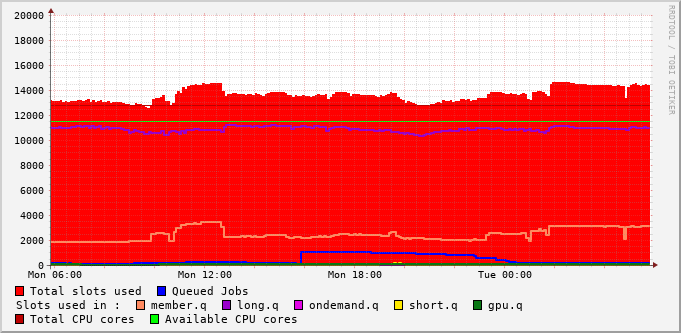 20000
18000
16000
14000
12000
10000
8000
6000
4000
2000
0
Mon 06:00 Mon 12:00 Mon 18:00 Tue 00:00
Total slots used Queued Jobs
Slots used in : member.q long.q ondemand.q short.q gpu.q
Total CPU cores Available CPU cores
RRDTOOL / TOBI OETIKER